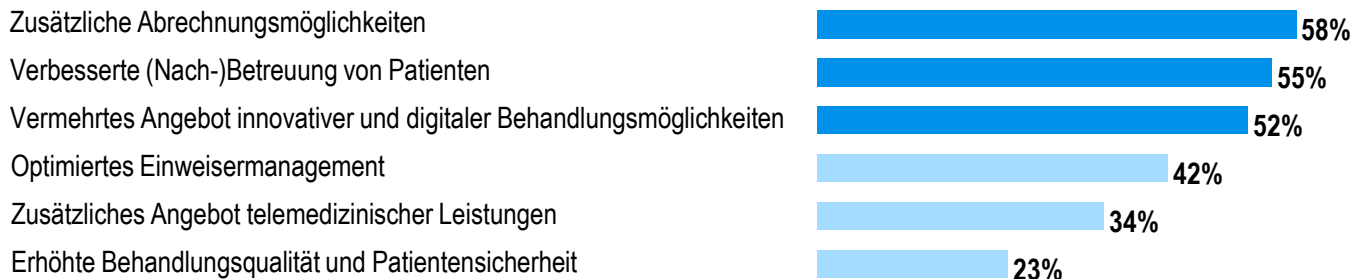 Zusätzliche Abrechnungsmöglichkeiten 58%
Verbesserte (Nach-)Betreuung von Patienten 55%
Vermehrtes Angebot innovativer und digitaler Behandlungsmöglichkeiten 52%
Optimiertes Einweisermanagement 42%
Zusätzliches Angebot telemedizinischer Leistungen 34%
Erhöhte Behandlungsqualität und Patientensicherheit 23%